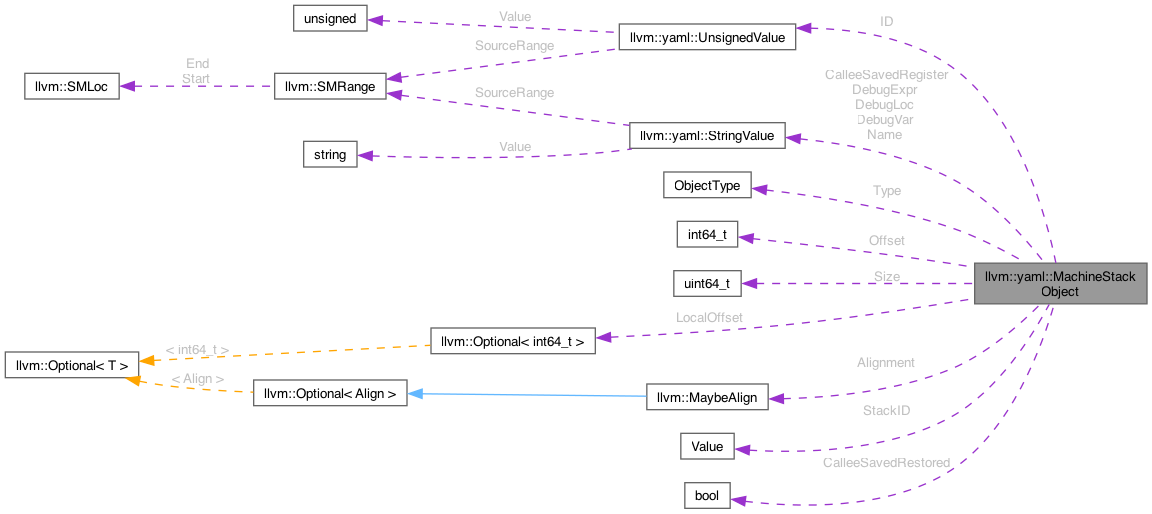 unsigned
Value
ID
llvm::yaml::UnsignedValue
SourceRange
End
Start
llvm::SMLoc
llvm::SMRange
CalleeSavedRegister
DebugExpr
DebugLoc
DebugVar
Name
SourceRange
llvm::yaml::StringValue
string
Value
ObjectType
Type
int64_t
Offset
uint64_t
Size
llvm::yaml::MachineStack
Object
LocalOffset
llvm::Optional< int64_t >
< int64_t >
llvm::Optional< T >
< Align >
llvm::Optional< Align >
llvm::MaybeAlign
Alignment
StackID
Value
CalleeSavedRestored
bool